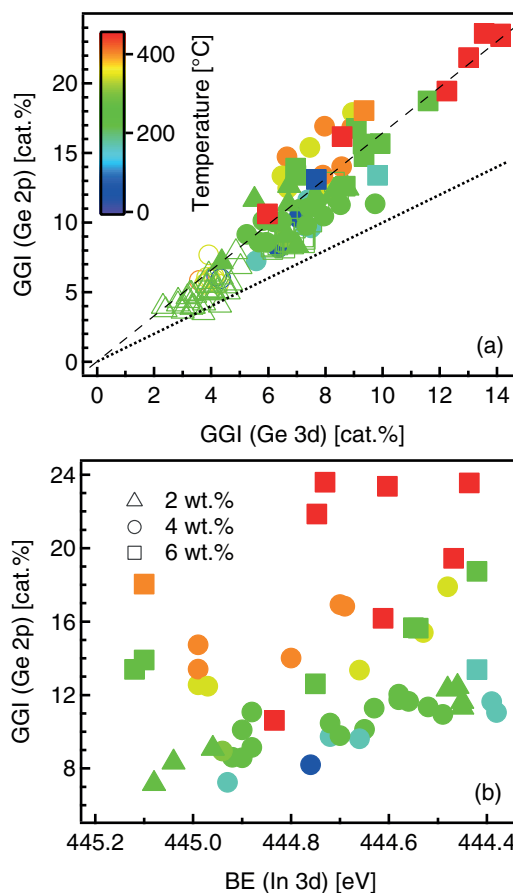 400
200
0
Temperature [°C]
20
15
10
5
0
GGI (Ge 2p) [cat.%]
(a)
0 2 4 6 8 10 12 14
GGI (Ge 3d) [cat.%]
24
20
16
12
8
GGI (Ge 2p) [cat.%]
2 wt.%
4 wt.%
6 wt.%
(b)
445.2 445.0 444.8 444.6 444.4
BE (In 3d) [eV]